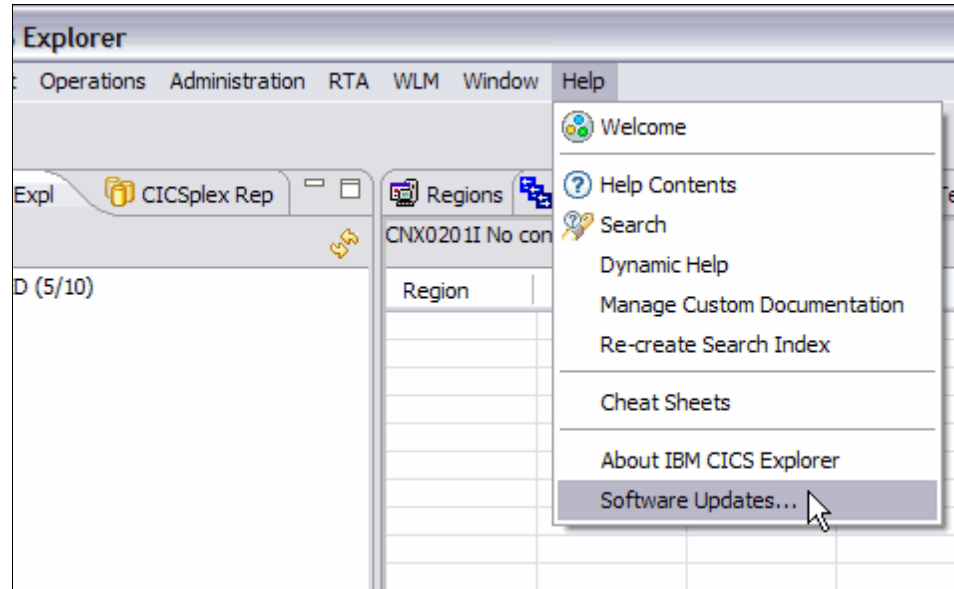 Explorer
Operations Administration RTA WLM Window Help
Welcome
Help Contents
Search
Dynamic Help
Manage Custom Documentation
Re-create Search Index
Cheat Sheets
About IBM CICS Explorer
Software Updates...
Expl CICSplex Rep
D (5/10)
Regions
CNX0201I No con
Region